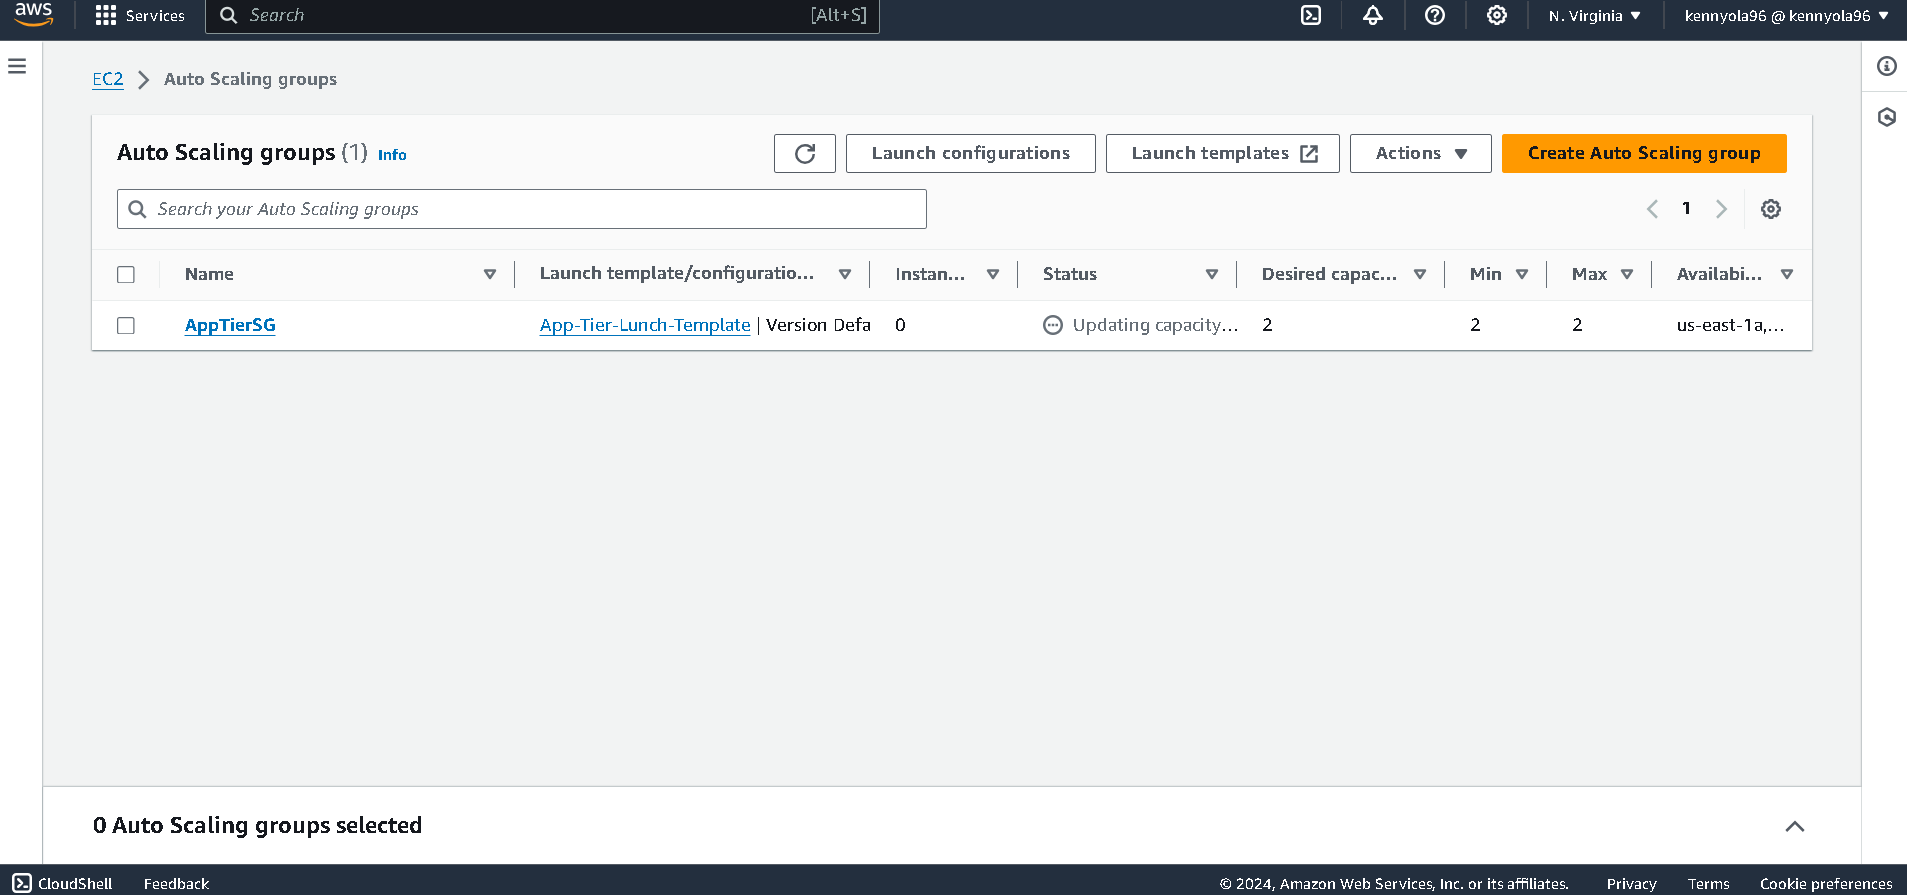 aws
Services
Search
[Alt+S]
N. Virginia
kennyola96 @ kennyola96
EC2
Auto Scaling groups
Auto Scaling groups (1) Info
Launch configurations
Launch templates
Actions
Create Auto Scaling group
Search your Auto Scaling groups
1
Name
Launch template/configuratio...
Instan...
Status
Desired capac...
Min
Max
Availabi...
AppTierSG
App-Tier-Lunch-Template | Version Defa
0
Updating capacity...
2
2
2
us-east-1a,...
0 Auto Scaling groups selected
CloudShell
Feedback
© 2024, Amazon Web Services, Inc. or its affiliates.
Privacy
Terms
Cookie preferences